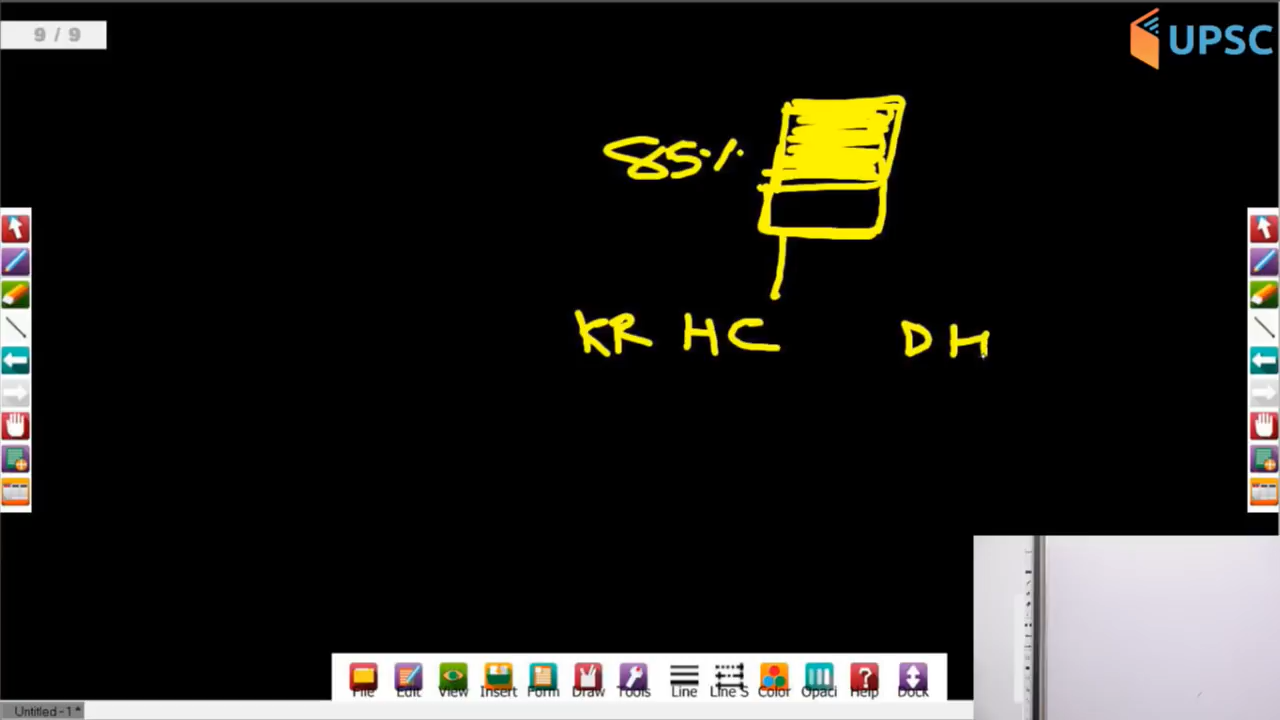 9 / 9
UPSC
85%
KR HC DH
File Edit View Insert Form Draw Tools Line Line S Color Opaci Help Dock
Untitled - 1 *